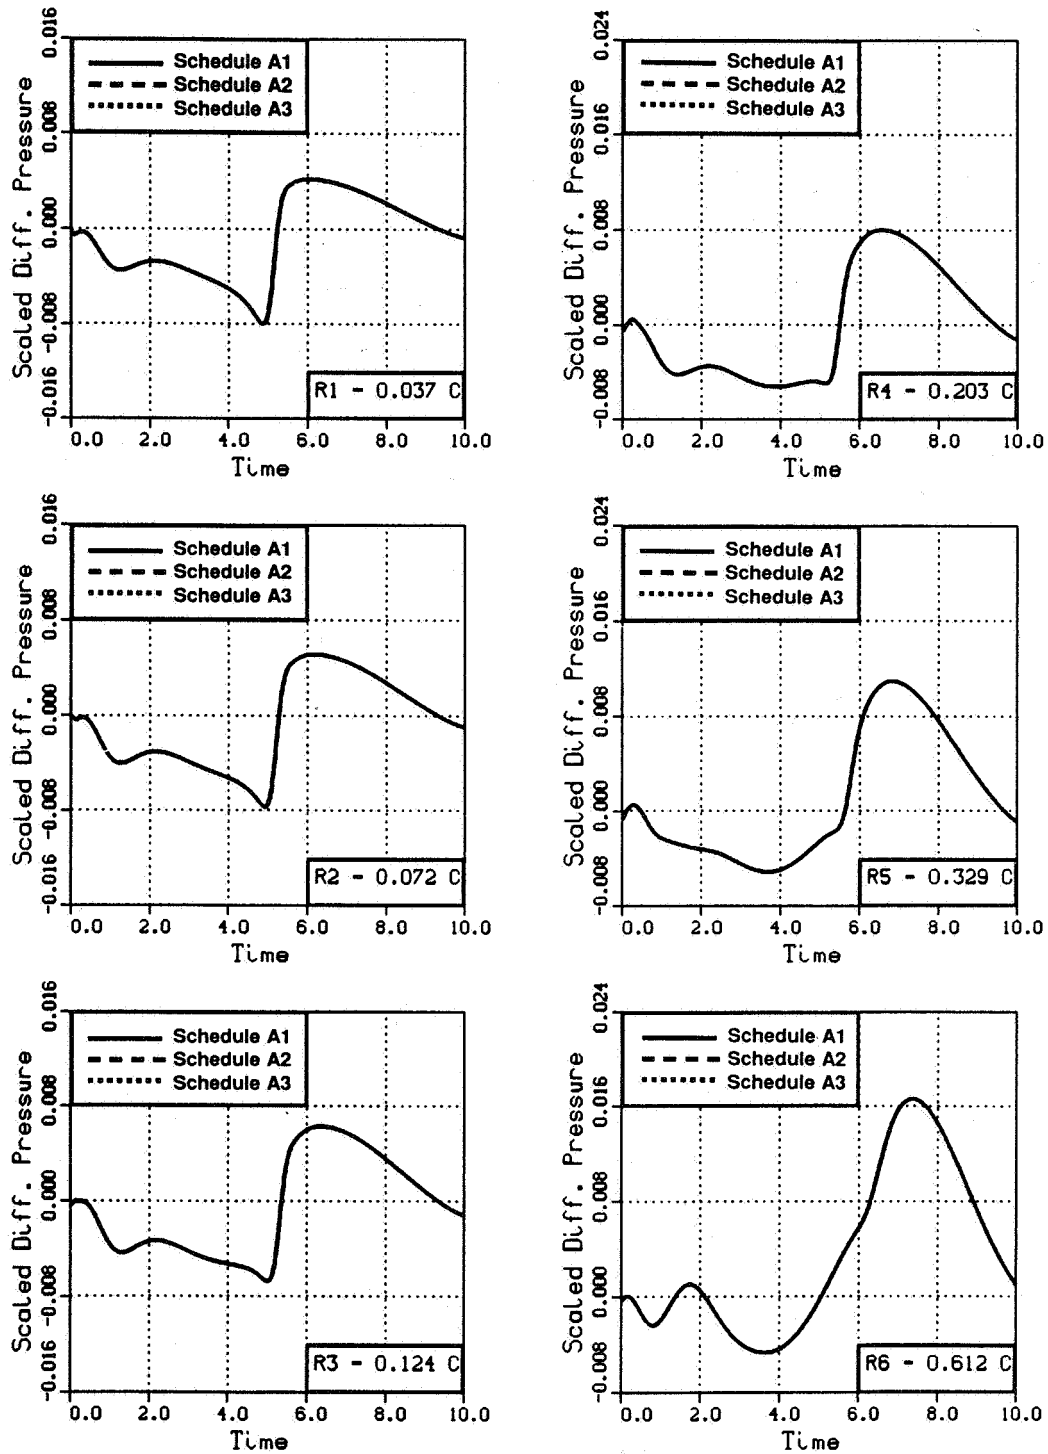 Scaled Diff. Pressure
0.016
0.008
0.000
-0.008
-0.016
Schedule A1
Schedule A2
Schedule A3
R1 - 0.037 C
0.0 2.0 4.0 6.0 8.0 10.0
Time
Scaled Diff. Pressure
0.024
0.016
0.008
0.000
-0.008
Schedule A1
Schedule A2
Schedule A3
R4 - 0.203 C
0.0 2.0 4.0 6.0 8.0 10.0
Time
Scaled Diff. Pressure
0.016
0.008
0.000
-0.008
-0.016
Schedule A1
Schedule A2
Schedule A3
R2 - 0.072 C
0.0 2.0 4.0 6.0 8.0 10.0
Time
Scaled Diff. Pressure
0.024
0.016
0.008
0.000
-0.008
Schedule A1
Schedule A2
Schedule A3
R5 - 0.329 C
0.0 2.0 4.0 6.0 8.0 10.0
Time
Scaled Diff. Pressure
0.016
0.008
0.000
-0.008
-0.016
Schedule A1
Schedule A2
Schedule A3
R3 - 0.124 C
0.0 2.0 4.0 6.0 8.0 10.0
Time
Scaled Diff. Pressure
0.024
0.016
0.008
0.000
-0.008
Schedule A1
Schedule A2
Schedule A3
R6 - 0.612 C
0.0 2.0 4.0 6.0 8.0 10.0
Time